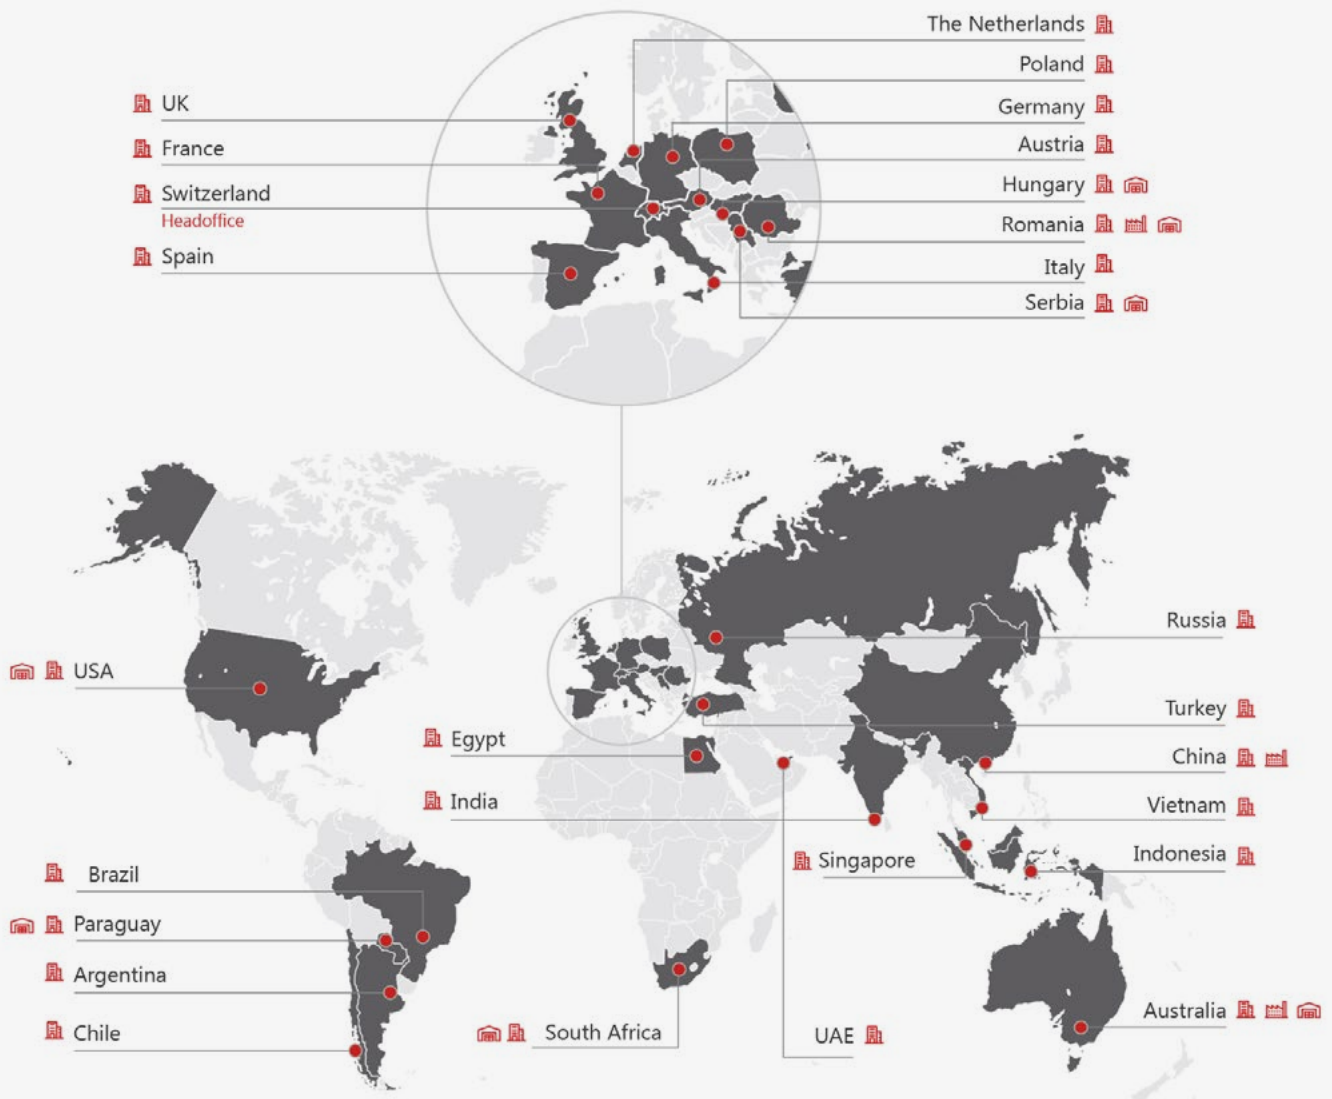 The Netherlands
Poland
Germany
Austria
Hungary
Romania
Italy
Serbia
UK
France
Switzerland
Headoffice
Spain
USA
Egypt
India
Brazil
Paraguay
Argentina
Chile
South Africa
UAE
Singapore
Russia
Turkey
China
Vietnam
Indonesia
Australia